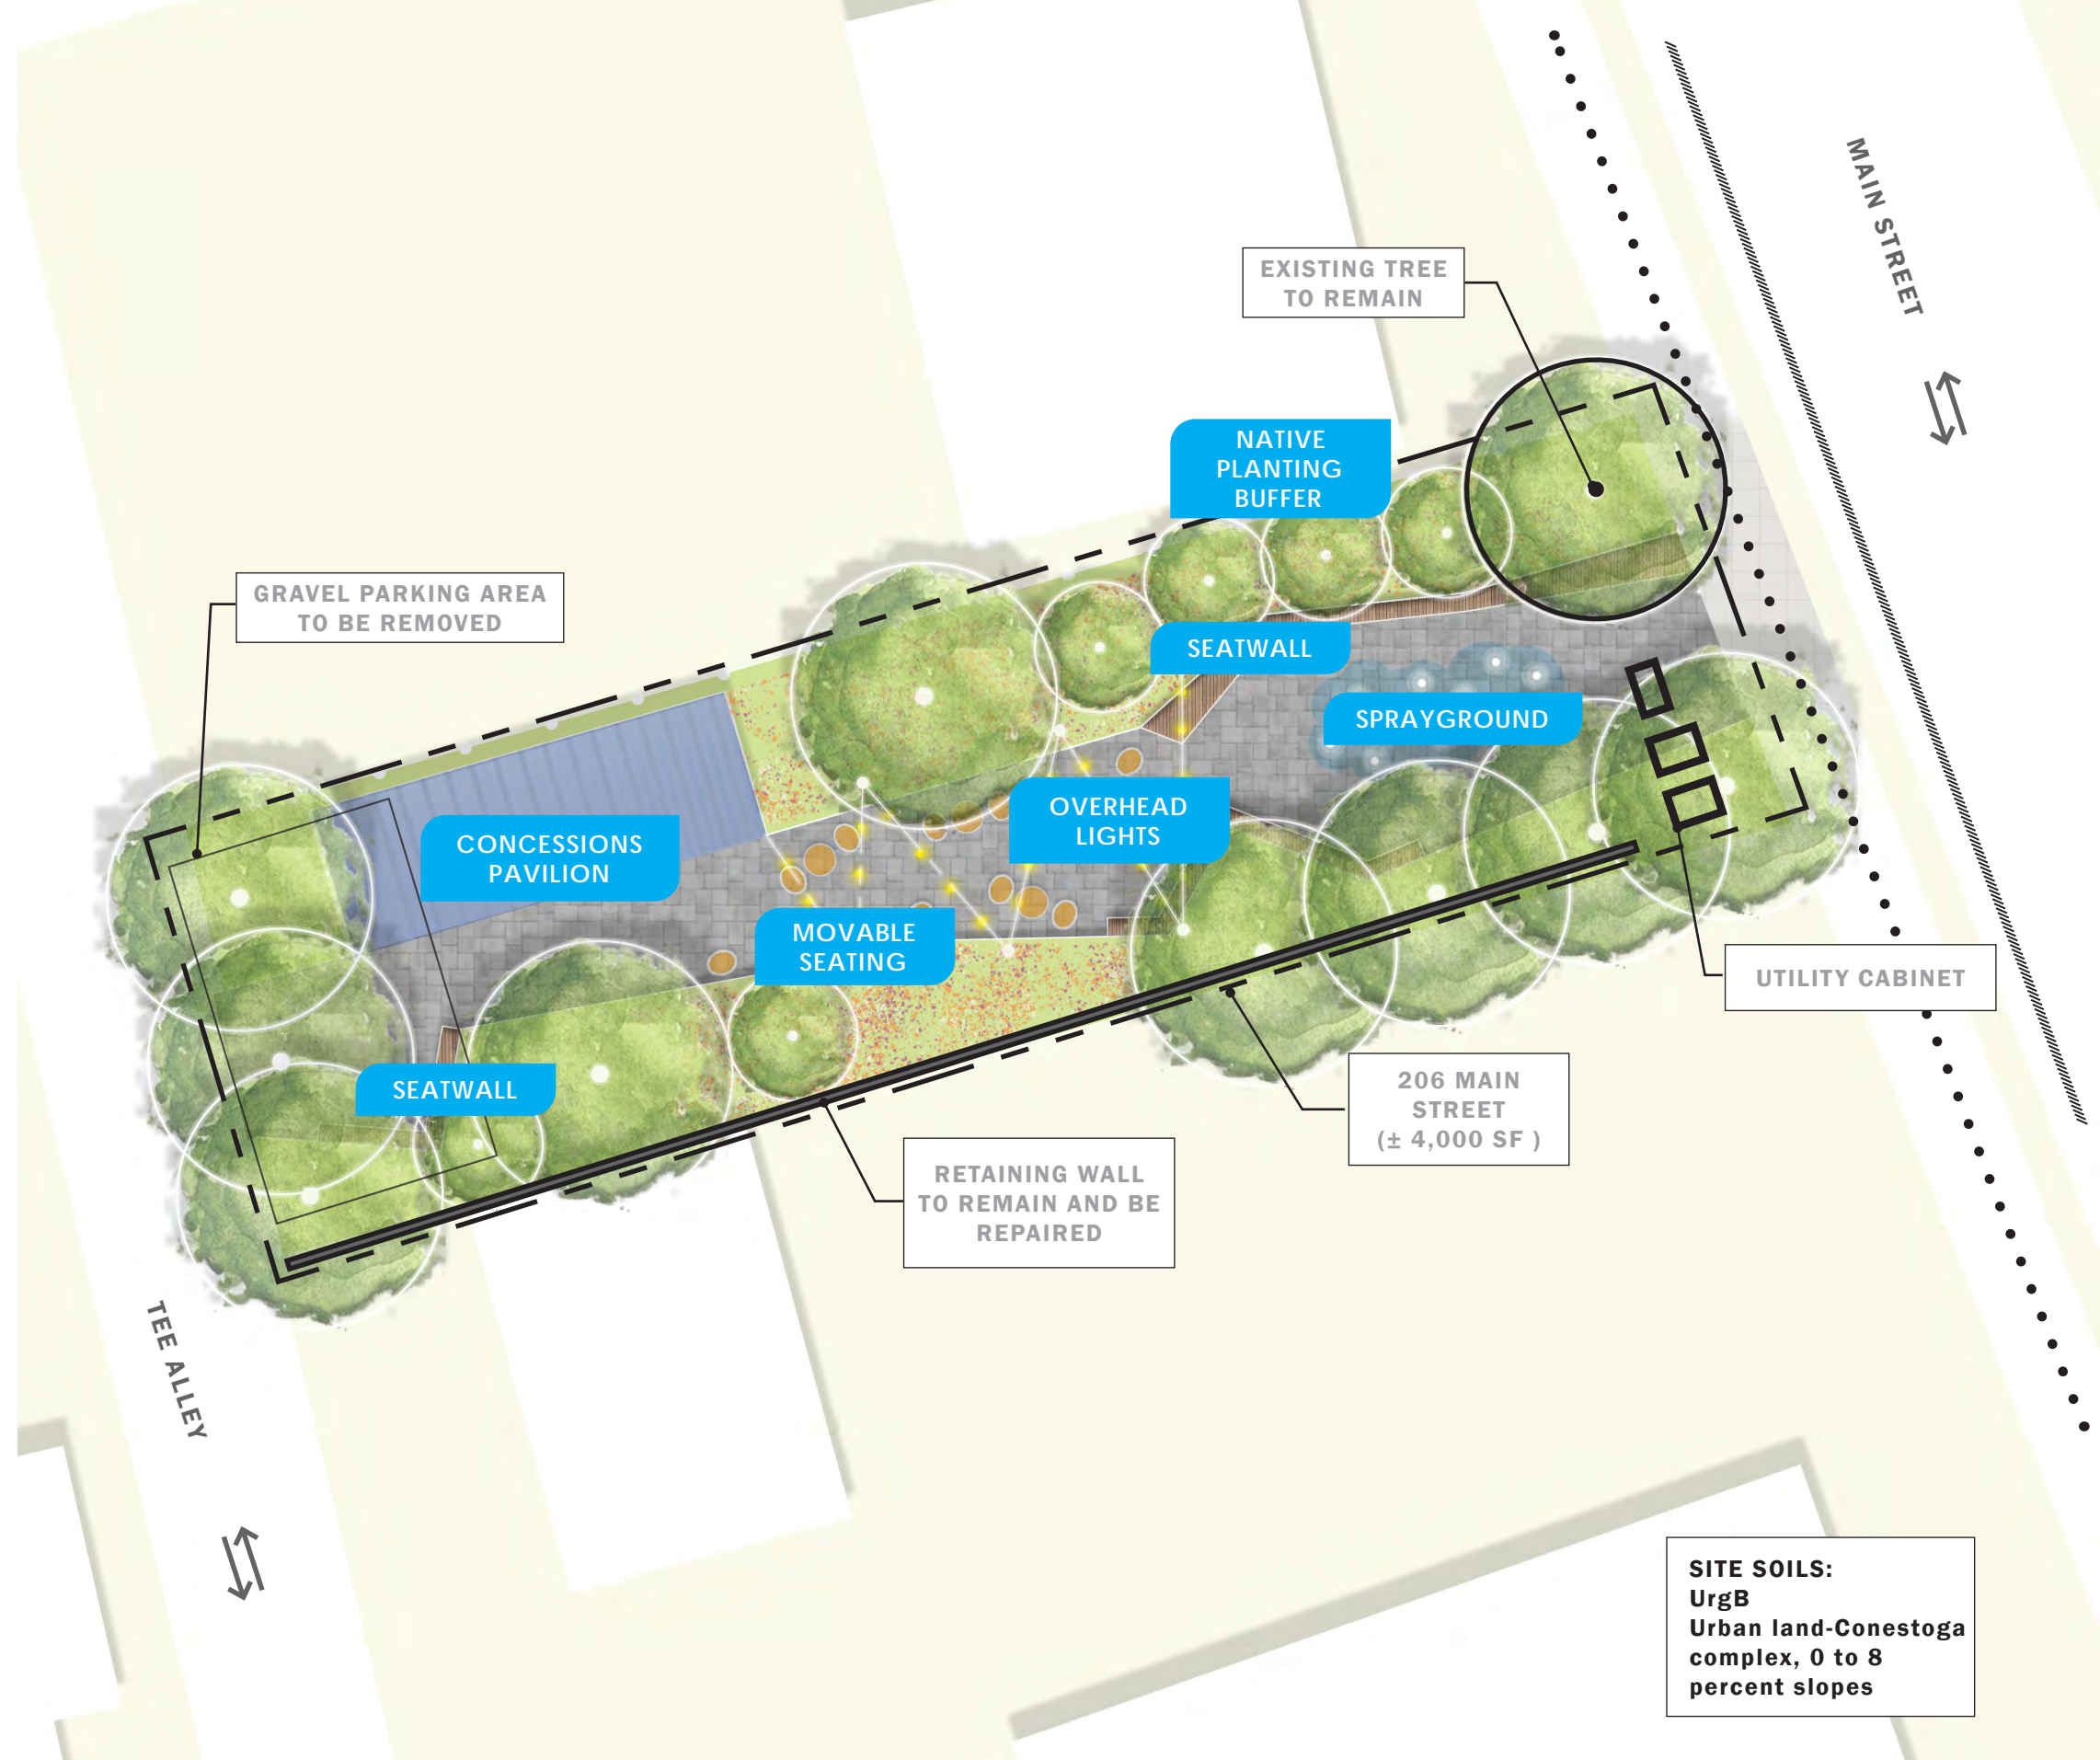 MAIN STREET
EXISTING TREE
TO REMAIN
NATIVE
PLANTING
BUFFER
GRAVEL PARKING AREA
TO BE REMOVED
SEATWALL
SPRAYGROUND
OVERHEAD
LIGHTS
CONCESSIONS
PAVILION
MOVABLE
SEATING
UTILITY CABINET
SEATWALL
206 MAIN
STREET
(± 4,000 SF )
RETAINING WALL
TO REMAIN AND BE
REPAIRED
TEE ALLEY
SITE SOILS:
UrgB
Urban land-Conestoga
complex, 0 to 8
percent slopes